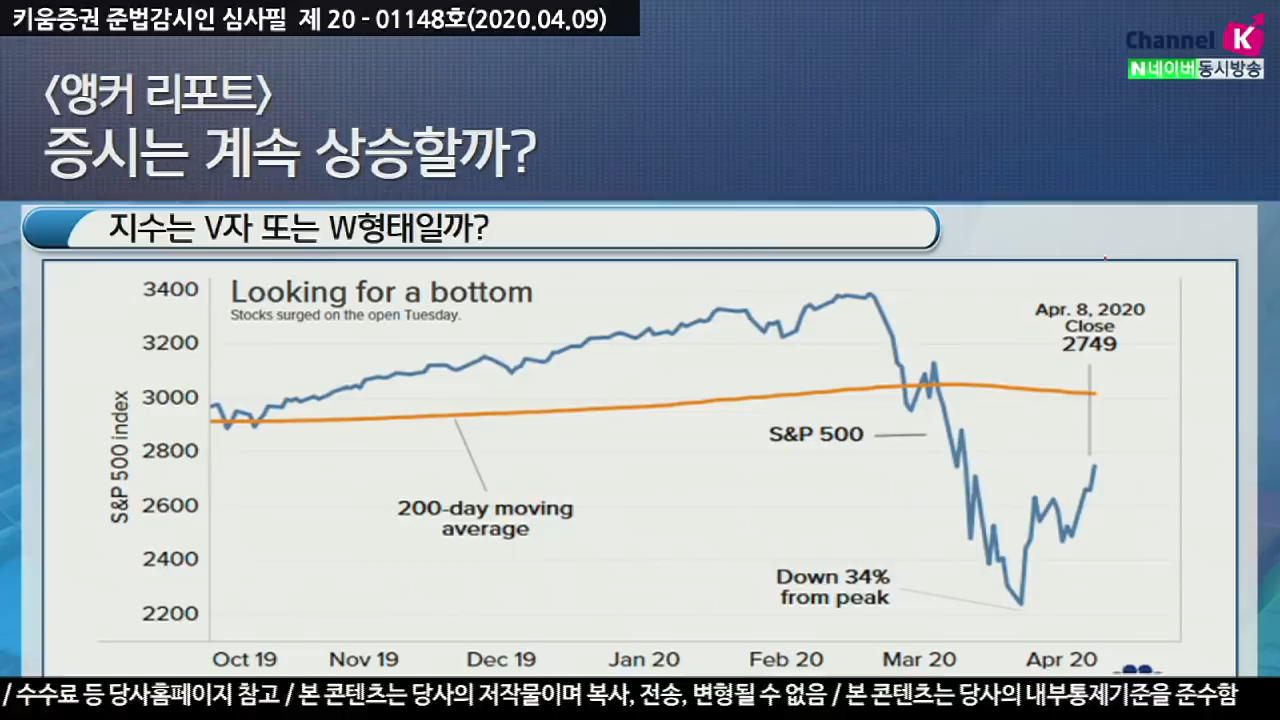 키움증권 준법감시인 심사필 제 20 - 01148호(2020.04.09)
Channel K
N네이버 동시방송
<앵커 리포트>
증시는 계속 상승할까?
지수는 V자 또는 W형태일까?
Looking for a bottom
Stocks surged on the open Tuesday.
3400
3200
3000
2800
2600
2400
2200
S&P 500 index
Apr. 8, 2020
Close
2749
S&P 500
200-day moving
average
Down 34%
from peak
Oct 19 Nov 19 Dec 19 Jan 20 Feb 20 Mar 20 Apr 20
/ 수수료 등 당사홈페이지 참고 / 본 콘텐츠는 당사의 저작물이며 복사, 전송, 변형될 수 없음 / 본 콘텐츠는 당사의 내부통제기준을 준수함